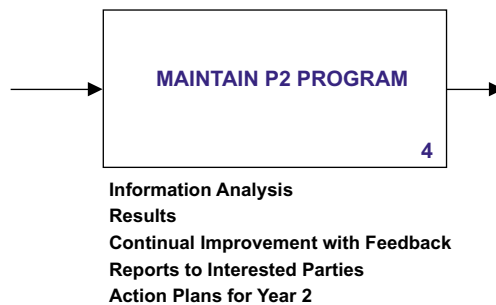 MAINTAIN P2 PROGRAM
4
Information Analysis
Results
Continual Improvement with Feedback
Reports to Interested Parties
Action Plans for Year 2